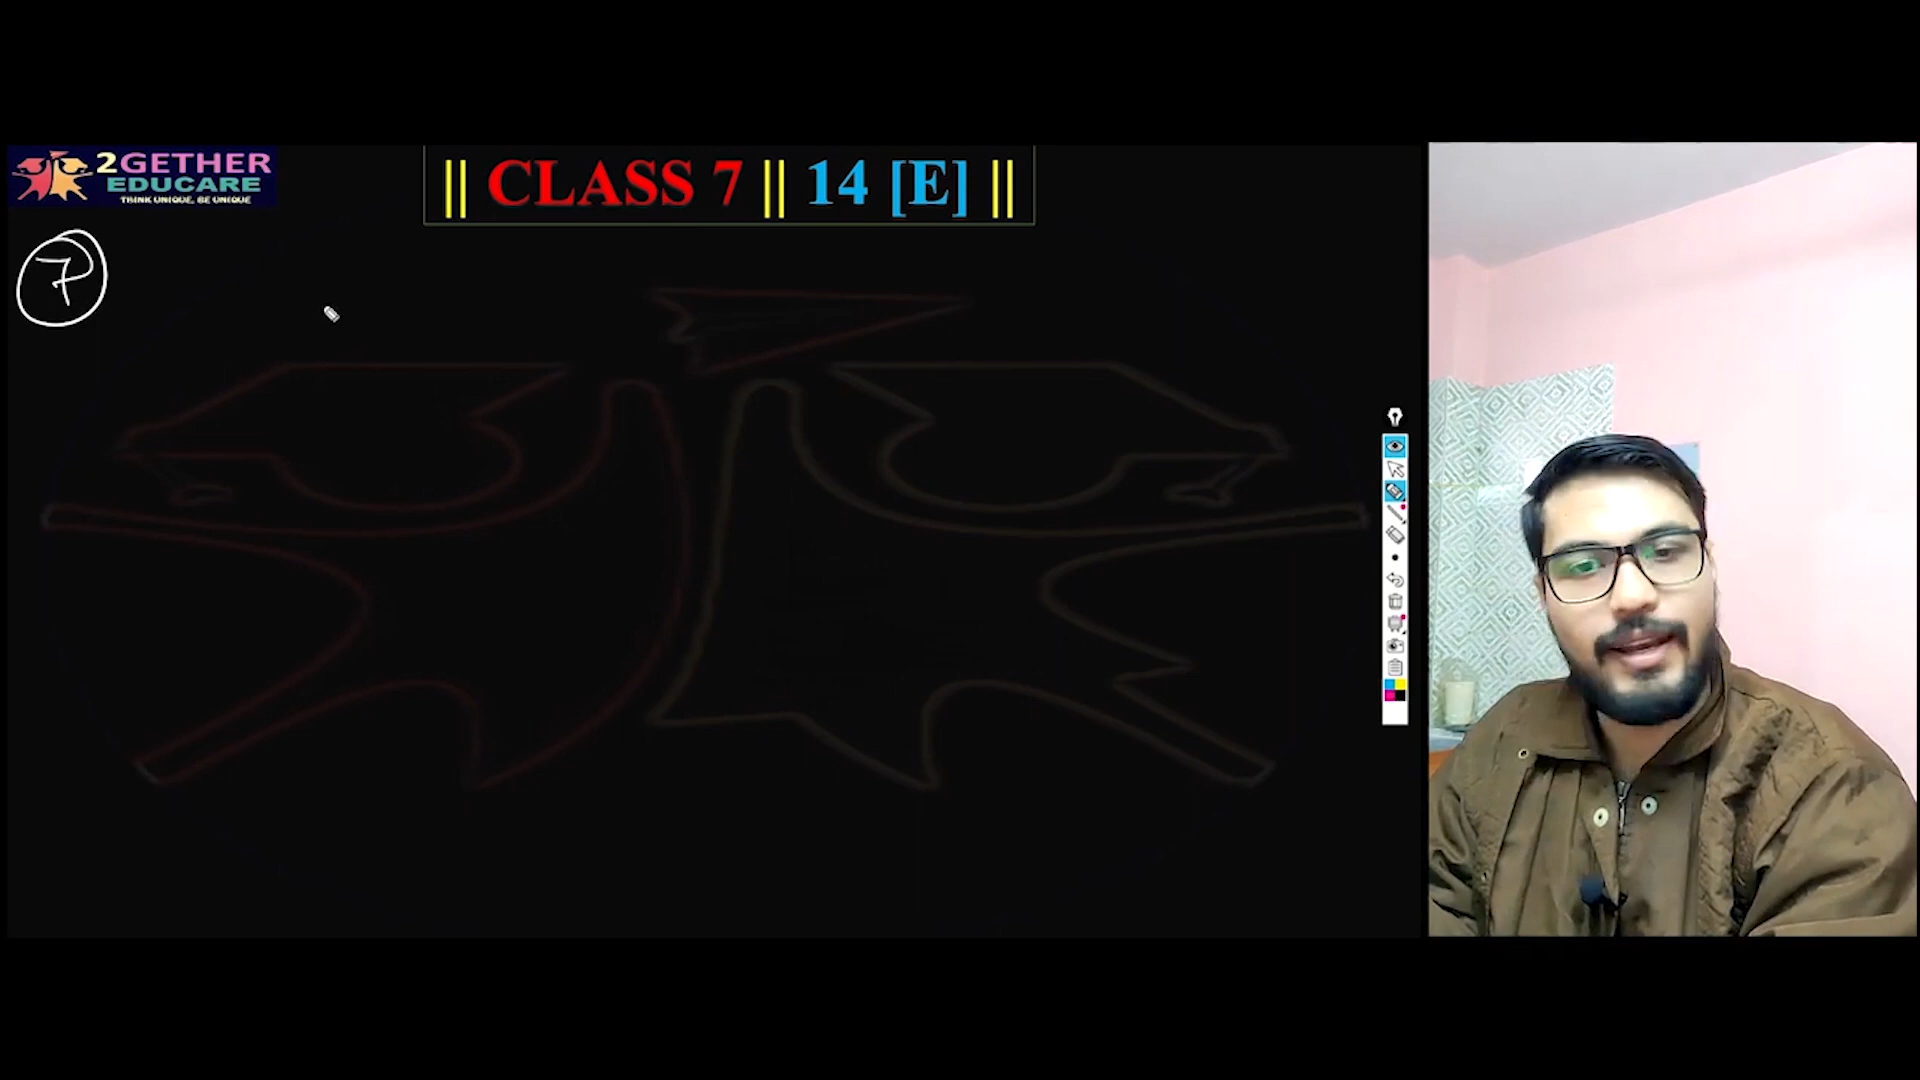 2GETHER
EDUCARE
THINK UNIQUE, BE UNIQUE
|| CLASS 7 || 14 [E] ||
7